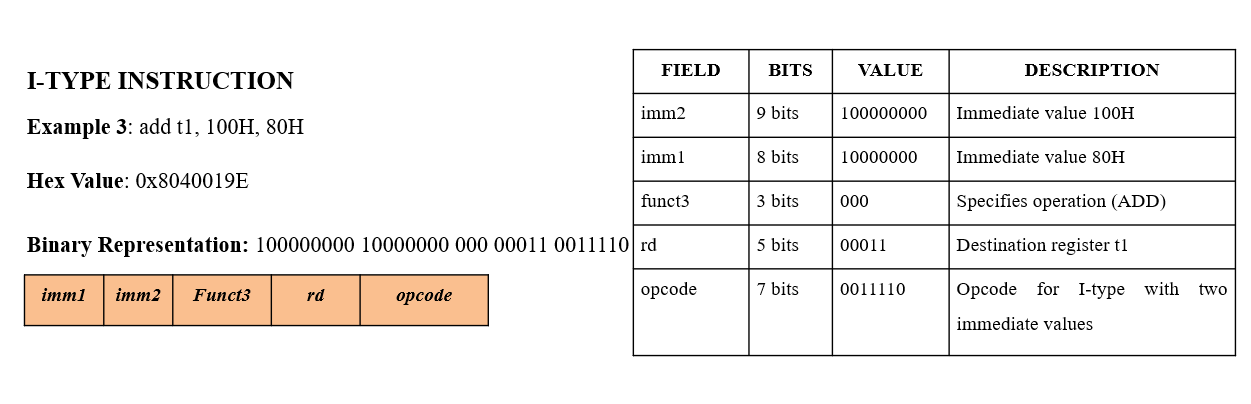 I-TYPE INSTRUCTION
Example 3: add t1, 100H, 80H
Hex Value: 0x8040019E
Binary Representation: 100000000 10000000 000 00011 0011110
imm1 imm2 Funct3 rd opcode
FIELD BITS VALUE DESCRIPTION
imm2 9 bits 100000000 Immediate value 100H
imm1 8 bits 10000000 Immediate value 80H
funct3 3 bits 000 Specifies operation (ADD)
rd 5 bits 00011 Destination register t1
opcode 7 bits 0011110 Opcode for I-type with two
immediate values